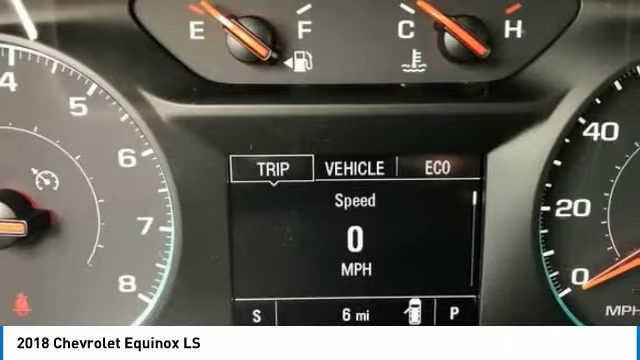 E F
C H
4
5
6
7
8
TRIP VEHICLE ECO
Speed
0
MPH
S 6 mi P
40
20
0
MPH
2018 Chevrolet Equinox LS